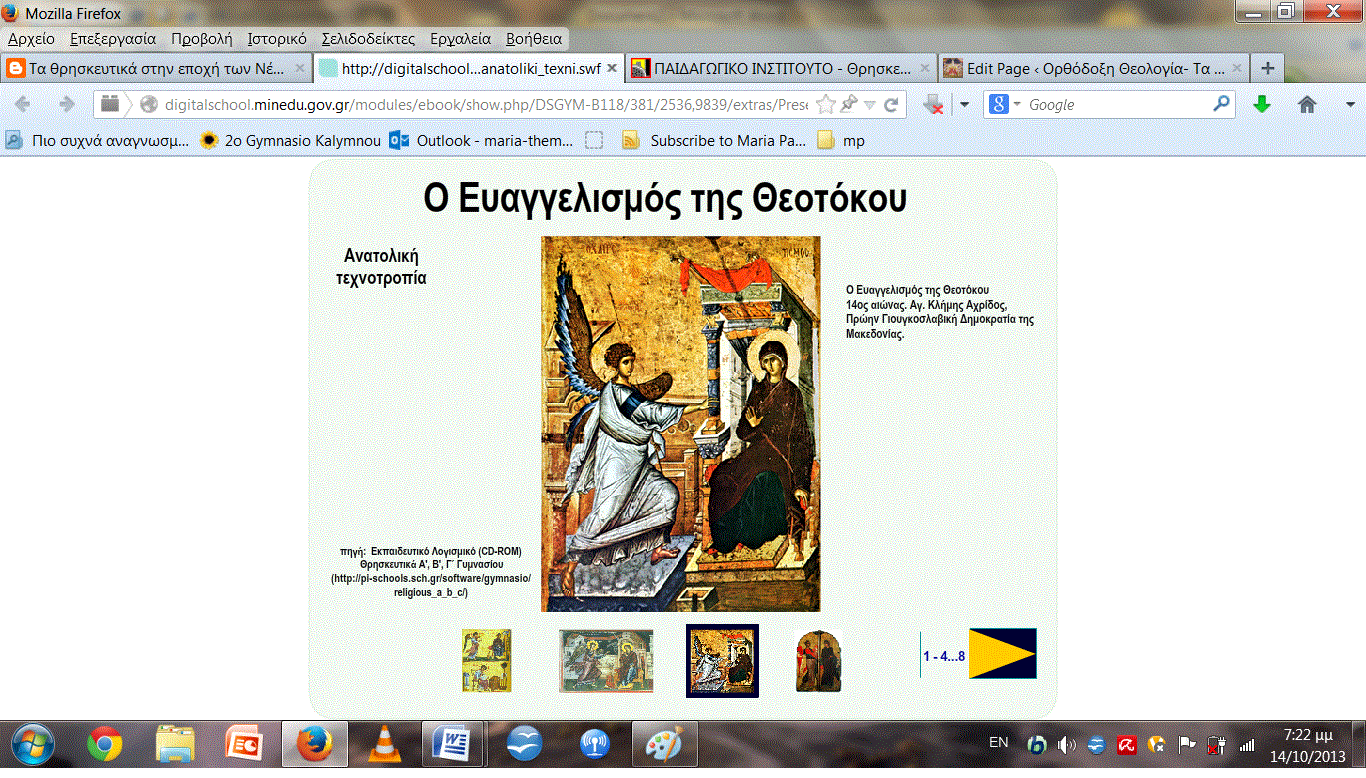 Mozilla Firefox
Αρχείο Επεξεργασία Προβολή Ιστορικό Σελιδοδείκτες Εργαλεία Βοήθεια
Τα θρησκευτικά στην εποχή των Νέ... http://digitalschool...anatoliki_texni.swf ΠΑΙΔΑΓΩΓΙΚΟ ΙΝΣΤΙΤΟΥΤΟ - Θρησκε... Edit Page ‹ Ορθόδοξη Θεολογία- Τα ...
digitalschool.minedu.gov.gr/modules/ebook/show.php/DSGYM-B118/381/2536,9839/extras/Prese Google
Πιο συχνά αναγνωσμ... 2o Gymnasio Kalymnou Outlook - maria-them... Subscribe to Maria Pa... mp
Ο Ευαγγελισμός της Θεοτόκου
Ανατολική
τεχνοτροπία
Ο Ευαγγελισμός της Θεοτόκου
14ος αιώνας. Αγ. Κλήμης Αχρίδος,
Πρώην Γιουγκοσλαβική Δημοκρατία της
Μακεδονίας.
πηγή: Εκπαιδευτικό Λογισμικό (CD-ROM)
Θρησκευτικά Α', Β', Γ΄ Γυμνασίου
(http://pi-schools.sch.gr/software/gymnasio/
religious_a_b_c/)
1 - 4...8
EN 7:22 μμ
14/10/2013